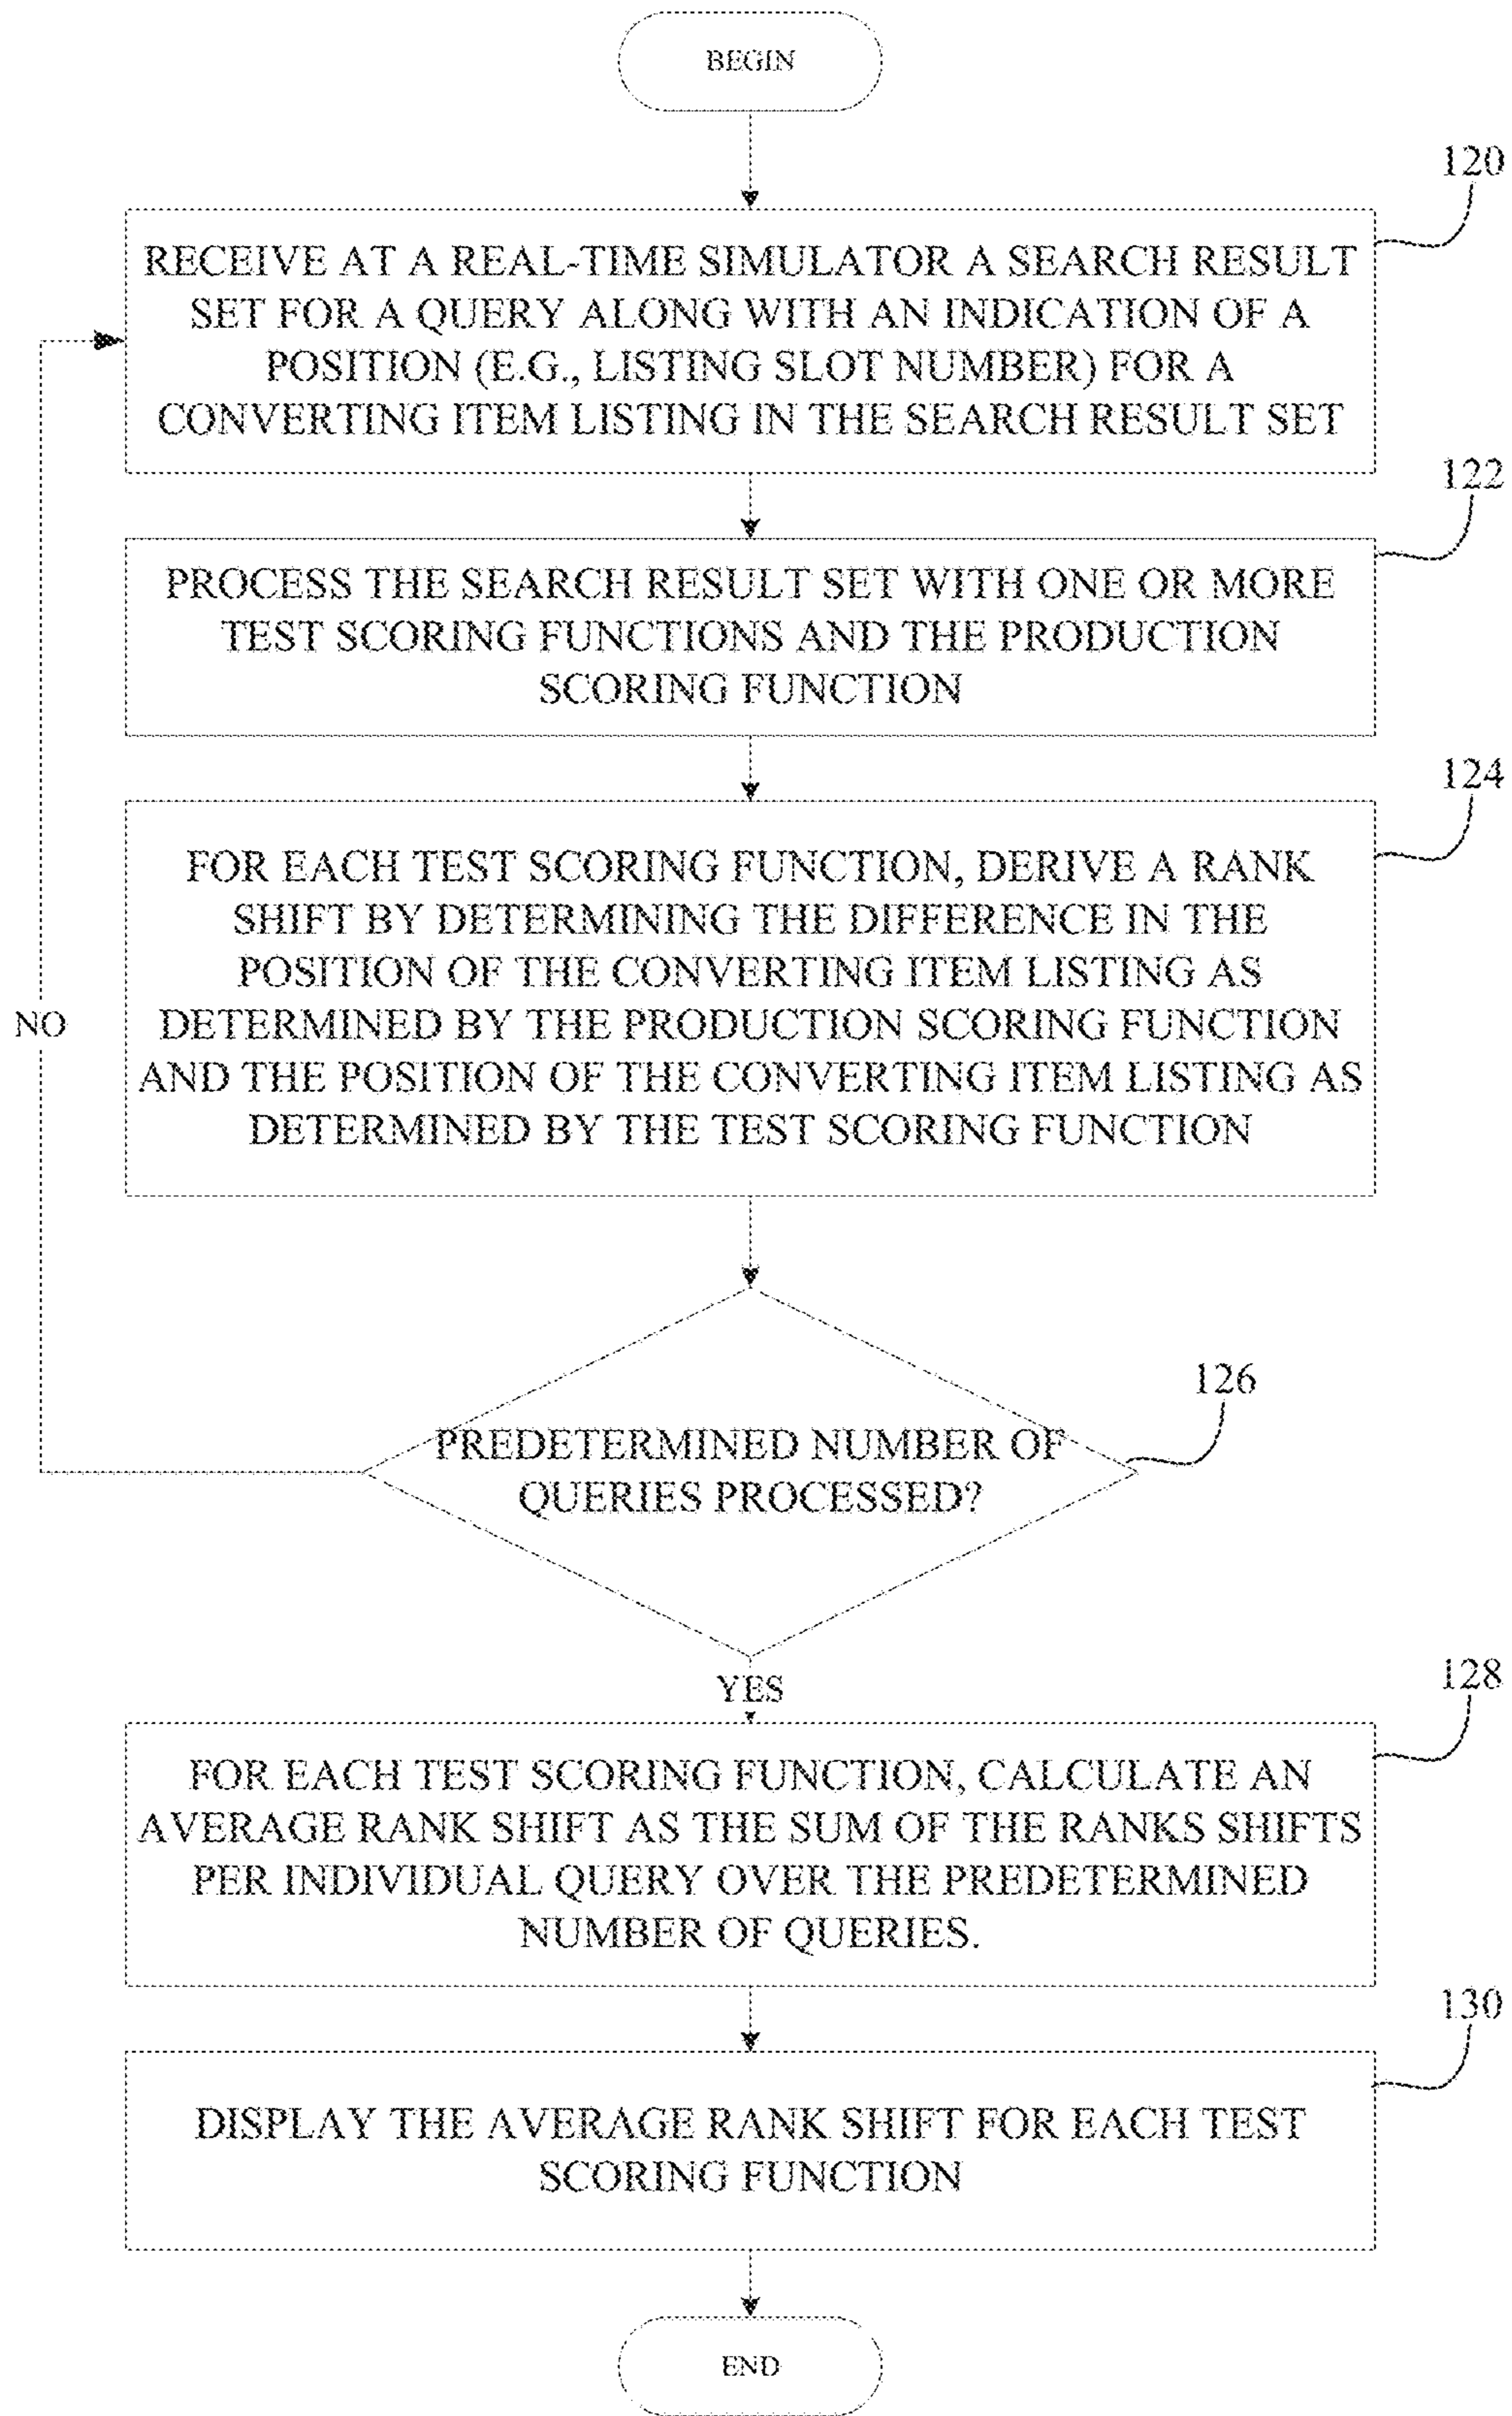 BEGIN
120
RECEIVE AT A REAL-TIME SIMULATOR A SEARCH RESULT
SET FOR A QUERY ALONG WITH AN INDICATION OF A
POSITION (E.G., LISTING SLOT NUMBER) FOR A
CONVERTING ITEM LISTING IN THE SEARCH RESULT SET
122
PROCESS THE SEARCH RESULT SET WITH ONE OR MORE
TEST SCORING FUNCTIONS AND THE PRODUCTION
SCORING FUNCTION
124
FOR EACH TEST SCORING FUNCTION, DERIVE A RANK
SHIFT BY DETERMINING THE DIFFERENCE IN THE
POSITION OF THE CONVERTING ITEM LISTING AS
DETERMINED BY THE PRODUCTION SCORING FUNCTION
AND THE POSITION OF THE CONVERTING ITEM LISTING AS
DETERMINED BY THE TEST SCORING FUNCTION
NO
126
PREDETERMINED NUMBER OF
QUERIES PROCESSED?
YES
128
FOR EACH TEST SCORING FUNCTION, CALCULATE AN
AVERAGE RANK SHIFT AS THE SUM OF THE RANKS SHIFTS
PER INDIVIDUAL QUERY OVER THE PREDETERMINED
NUMBER OF QUERIES.
130
DISPLAY THE AVERAGE RANK SHIFT FOR EACH TEST
SCORING FUNCTION
END